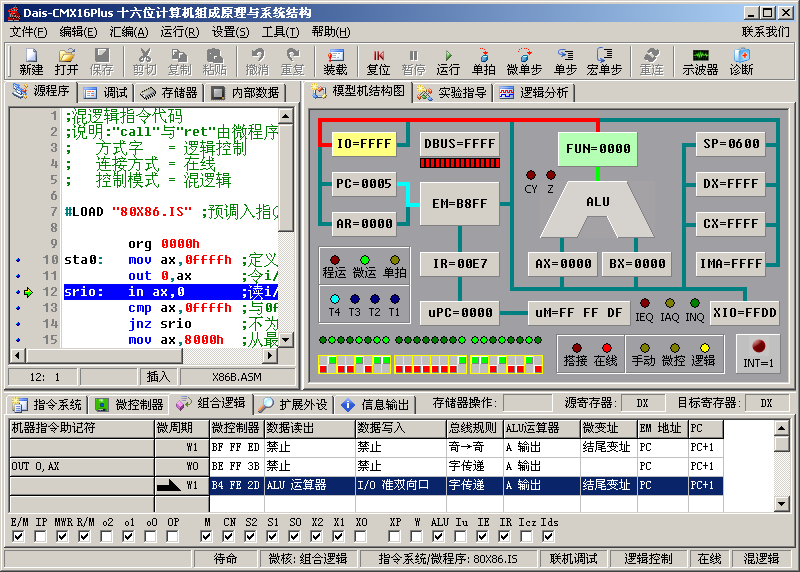 Dais-CMX16Plus 十六位计算机组成原理与系统结构
文件(F) 编辑(E) 汇编(A) 运行(R) 设置(S) 工具(T) 帮助(H) 联系我们
新建 打开 保存 剪切 复制 粘贴 撤消 重复 装载 复位 暂停 运行 单拍 微单步 单步 宏单步 重连 示波器 诊断
源程序 调试 存储器 内部数据 模型机结构图 实验指导 逻辑分析
1 ;混逻辑指令代码
2 ;说明:"call"与"ret"由微程序
3 ; 方式字 = 逻辑控制
4 ; 连接方式 = 在线
5 ; 控制模式 = 混逻辑
6
7 #LOAD "80X86.IS" ;预调入指
8
9 org 0000h
10 sta0: mov ax,0ffffh ;定义
11 out 0,ax ;令i/
12 srio: in ax,0 ;读i/
13 cmp ax,0ffffh ;与0f
14 jnz srio ;不为
15 mov ax,8000h ;从最
12: 1 插入 X86B.ASM
IO=FFFF DBUS=FFFF FUN=0000 SP=0600
PC=0005 EM=B8FF CY Z ALU DX=FFFF
AR=0000 CX=FFFF
程运 微运 单拍 IR=00E7 AX=0000 BX=0000 IMA=FFFF
T4 T3 T2 T1 uPC=0000 uM=FF FF DF IEQ IAQ INQ XIO=FFDD
搭接 在线 手动 微控 逻辑 INT=1
指令系统 微控制器 组合逻辑 扩展外设 信息输出 存储器操作: 源寄存器: DX 目标寄存器: DX
机器指令助记符 微周期 微控制器 数据读出 数据写入 总线规则 ALU运算器 微变址 EM 地址 PC
W1 BF FF ED 禁止 禁止 奇→奇 A 输出 结尾变址 PC PC+1
OUT 0,AX W0 BE FF 3B 禁止 禁止 字传递 A 输出 PC PC+1
W1 B4 FE 2D ALU 运算器 I/O 准双向口 字传递 A 输出 结尾变址 PC PC+1
E/M IP MWR R/M o2 o1 o0 OP M CN S2 S1 S0 X2 X1 X0 XP W ALU Iu IE IR Icz Ids
待命 微核: 组合逻辑 指令系统/微程序: 80X86.IS 联机调试 逻辑控制 在线 混逻辑